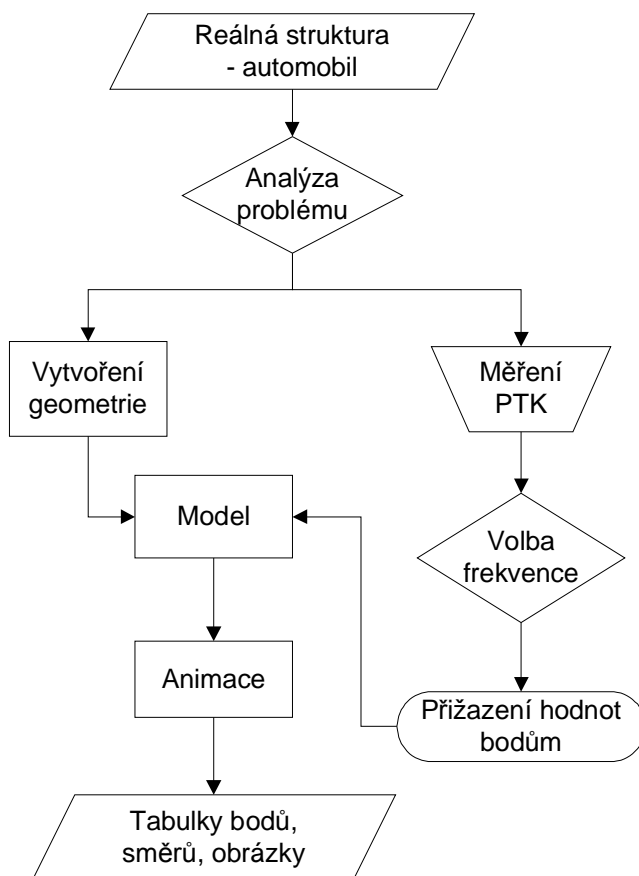 Reálná struktura
- automobil
Analýza
problému
Vytvoření
geometrie
Měření
PTK
Model
Volba
frekvence
Animace
Přižazení hodnot
bodům
Tabulky bodů,
směrů, obrázky